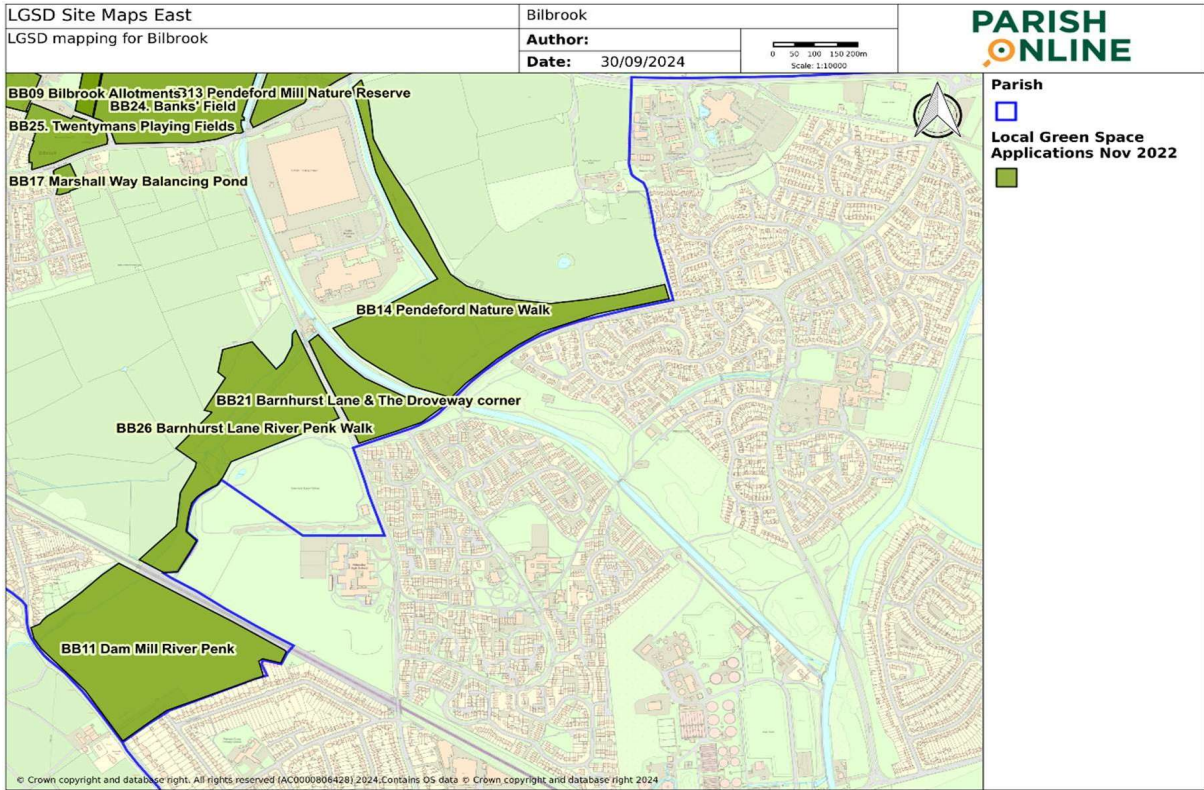 LGSD Site Maps East
LGSD mapping for Bilbrook
Bilbrook
Author:
Date: 30/09/2024
0 50 100 150 200m
Scale: 1:10000
PARISH
ONLINE
Parish
Local Green Space
Applications Nov 2022
BB09 Bilbrook Allotments
313 Pendeford Mill Nature Reserve
BB24. Banks' Field
BB25. Twentymans Playing Fields
BB17 Marshall Way Balancing Pond
BB14 Pendeford Nature Walk
BB21 Barnhurst Lane & The Droveway corner
BB26 Barnhurst Lane River Penk Walk
BB11 Dam Mill River Penk
© Crown copyright and database right. All rights reserved (AC0000806428) 2024.Contains OS data © Crown copyright and database right 2024